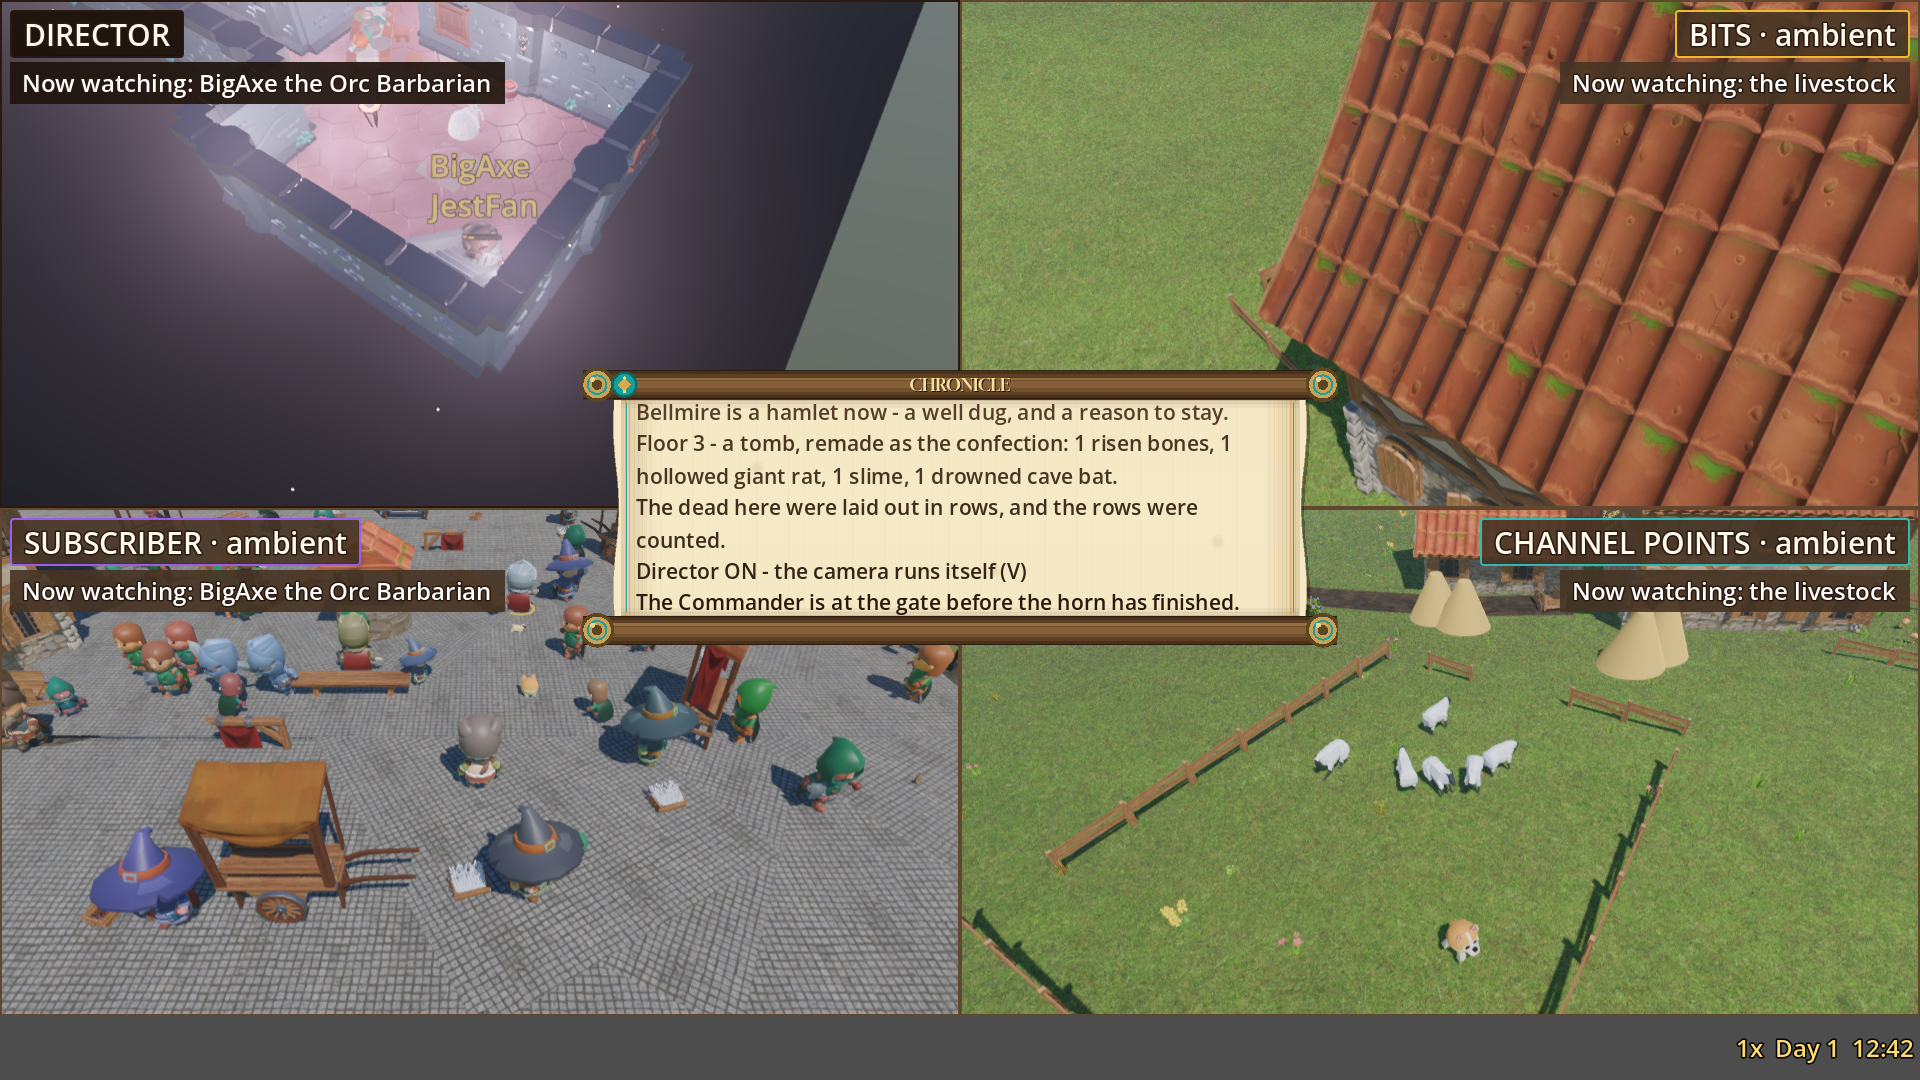 DIRECTOR
Now watching: BigAxe the Orc Barbarian
BigAxe
JestFan
BITS · ambient
Now watching: the livestock
CHRONICLE
Bellmire is a hamlet now - a well dug, and a reason to stay.
Floor 3 - a tomb, remade as the confection: 1 risen bones, 1
hollowed giant rat, 1 slime, 1 drowned cave bat.
The dead here were laid out in rows, and the rows were
counted.
Director ON - the camera runs itself (V)
The Commander is at the gate before the horn has finished.
SUBSCRIBER · ambient
Now watching: BigAxe the Orc Barbarian
CHANNEL POINTS · ambient
Now watching: the livestock
1x Day 1 12:42